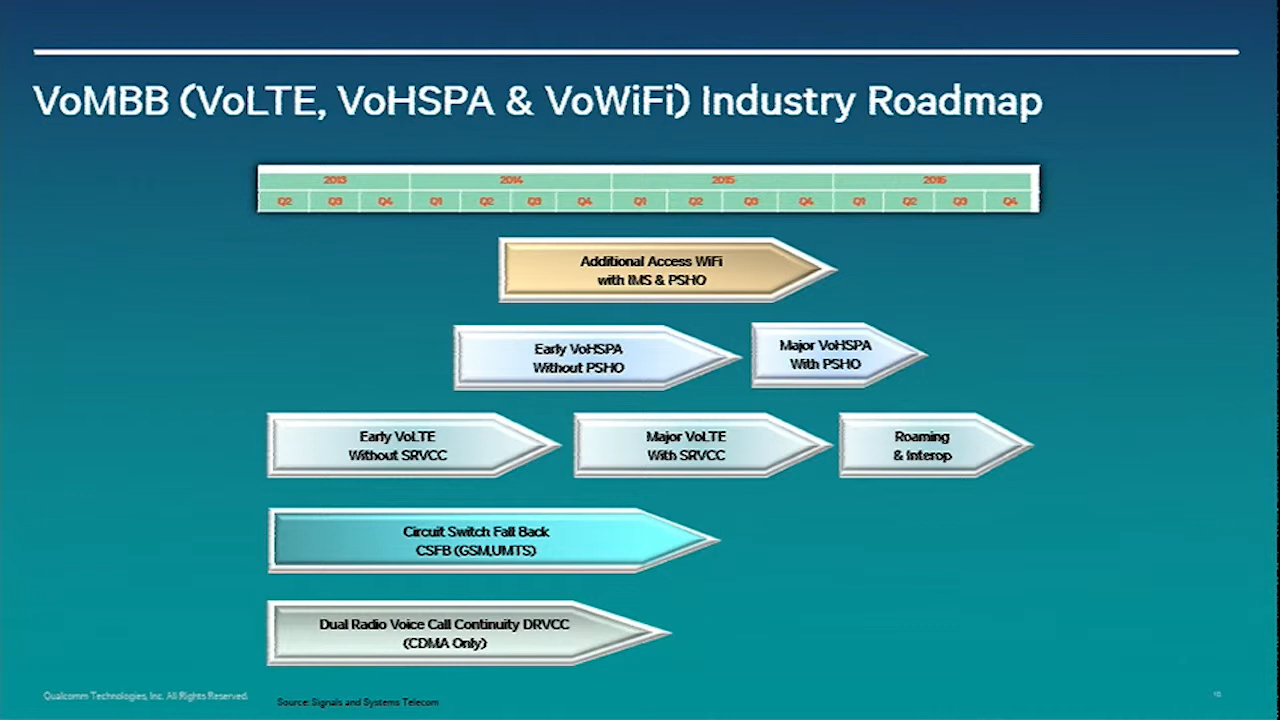 VoMBB (VoLTE, VoHSPA & VoWiFi) Industry Roadmap
2013 2014 2015 2016
Q2 Q3 Q4 Q1 Q2 Q3 Q4 Q1 Q2 Q3 Q4 Q1 Q2 Q3 Q4
Additional Access WiFi
with IMS & PSHO
Early VoHSPA
Without PSHO
Major VoHSPA
With PSHO
Early VoLTE
Without SRVCC
Major VoLTE
With SRVCC
Roaming
& Interop
Circuit Switch Fall Back
CSFB (GSM,UMTS)
Dual Radio Voice Call Continuity DRVCC
(CDMA Only)
Qualcomm Technologies, Inc. All Rights Reserved.
Source: Signals and Systems Telecom